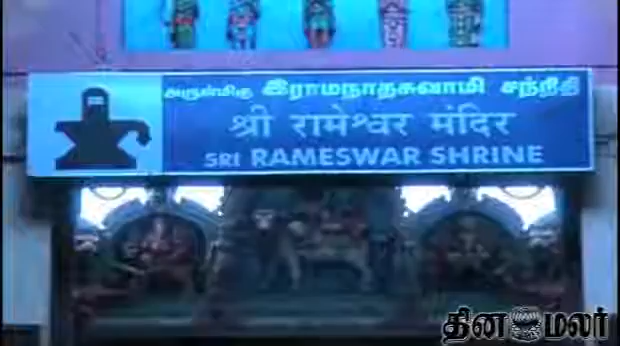 அருள்மிகு இராமநாதசுவாமி சந்நிதி
श्री रामेश्वर मंदिर
SRI RAMESWAR SHRINE
தினமலர்